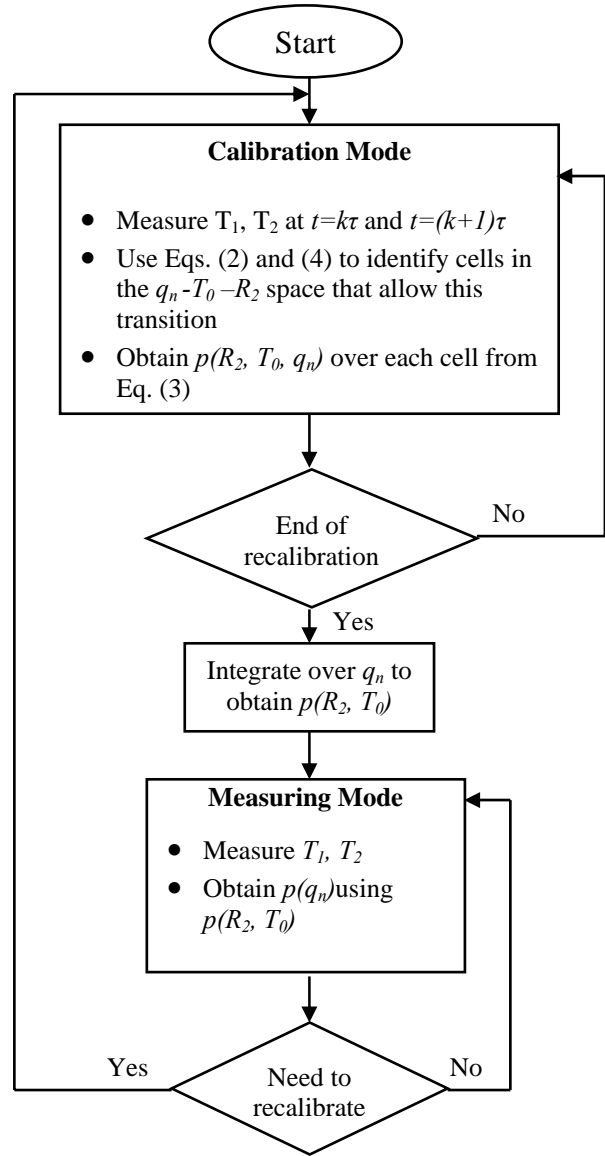 Start
Calibration Mode
● Measure T₁, T₂ at t=kτ and t=(k+1)τ
● Use Eqs. (2) and (4) to identify cells in
the qₙ -T₀ –R₂ space that allow this
transition
● Obtain p(R₂, T₀, qₙ) over each cell from
Eq. (3)
End of
recalibration
No
Yes
Integrate over qₙ to
obtain p(R₂, T₀)
Measuring Mode
● Measure T₁, T₂
● Obtain p(qₙ)using
p(R₂, T₀)
Yes
No
Need to
recalibrate